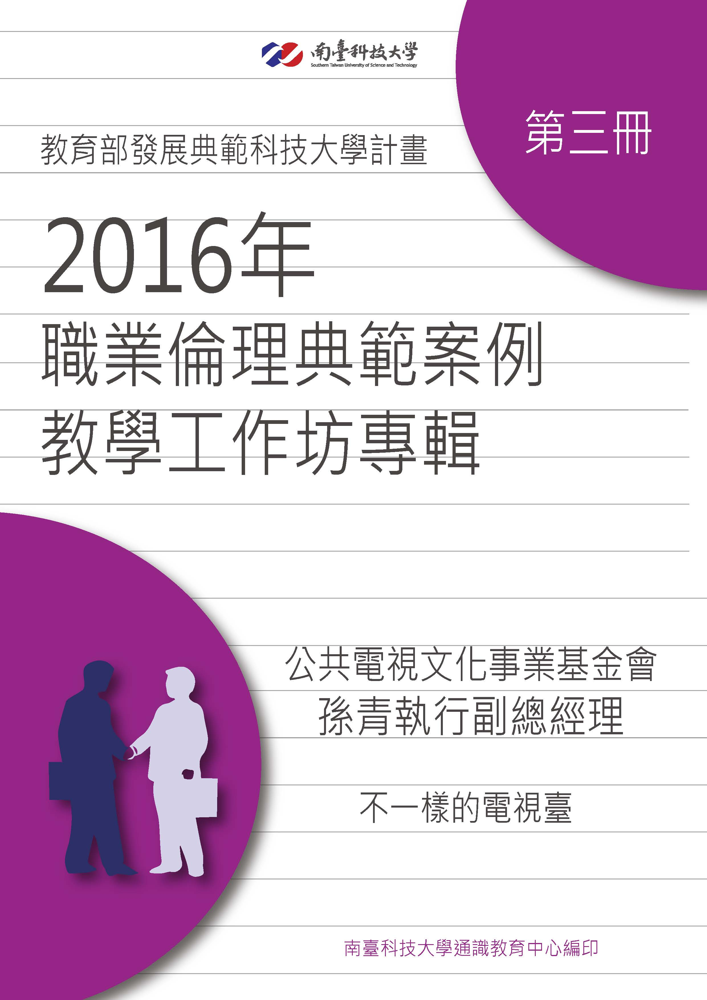 南臺科技大學
Southern Taiwan University of Science and Technology
第三冊
教育部發展典範科技大學計畫
2016年
職業倫理典範案例
教學工作坊專輯
公共電視文化事業基金會
孫青執行副總經理
不一樣的電視臺
南臺科技大學通識教育中心編印